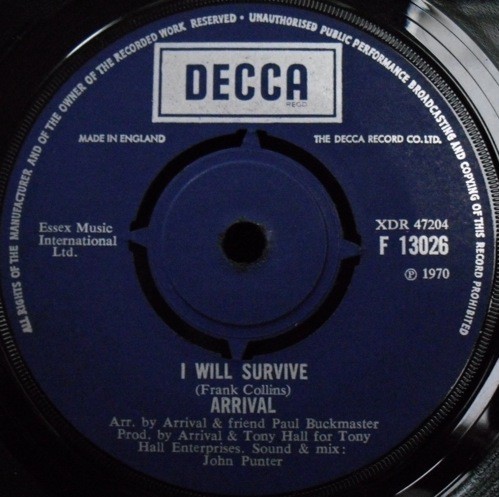 ALL RIGHTS OF THE MANUFACTURER AND OF THE OWNER OF THE RECORDED WORK RESERVED • UNAUTHORISED PUBLIC PERFORMANCE BROADCASTING AND COPYING OF THIS RECORD PROHIBITED
DECCA
REGD
MADE IN ENGLAND
THE DECCA RECORD CO. LTD.
Essex Music
International
Ltd.
XDR 47204
F 13026
℗ 1970
I WILL SURVIVE
(Frank Collins)
ARRIVAL
Arr. by Arrival & friend Paul Buckmaster
Prod. by Arrival & Tony Hall for Tony
Hall Enterprises. Sound & mix:
John Punter